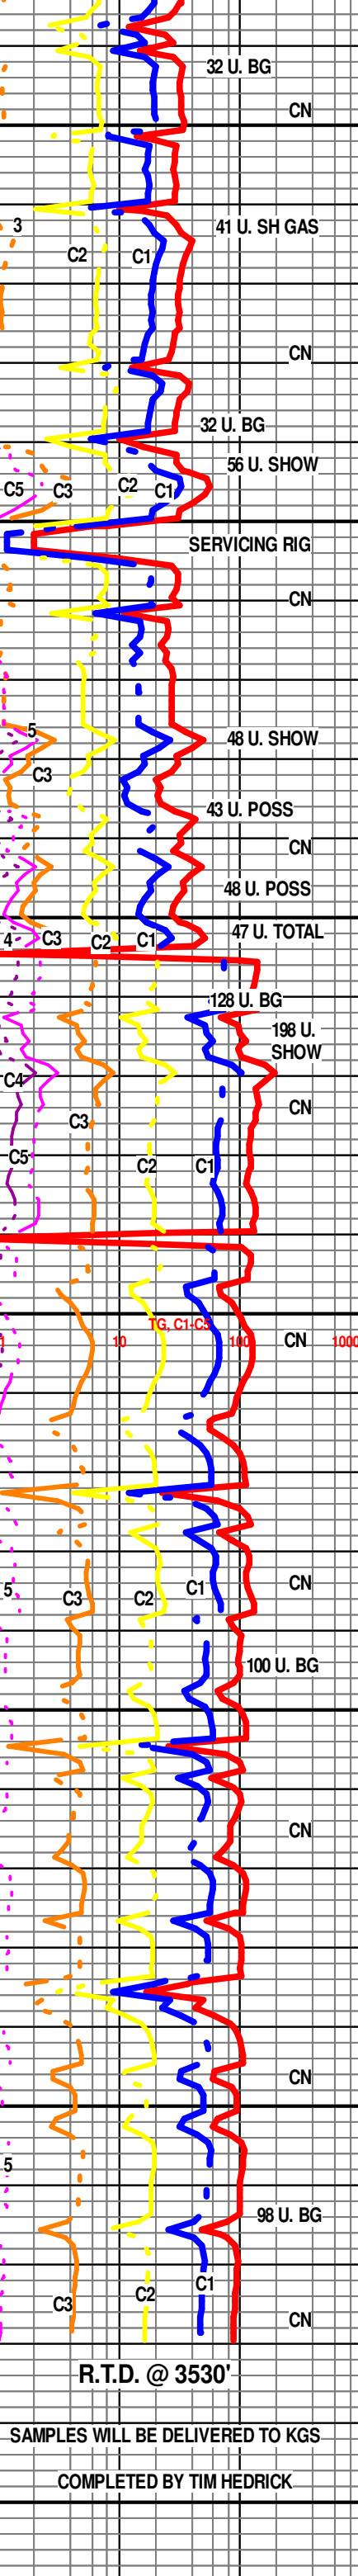 32 U. BG
CN
3
41 U. SH GAS
C2 C1
CN
32 U. BG
56 U. SHOW
C5 C3 C2 C1
SERVICING RIG
CN
5
48 U. SHOW
C3
43 U. POSS
CN
48 U. POSS
47 U. TOTAL
4 C3 C2 C1
128 U. BG
198 U.
SHOW
C4
CN
C3
C5 C2 C1
TG, C1-C5
1 10 100 CN 1000
CN
5 C3 C2 C1
100 U. BG
CN
CN
5
98 U. BG
C3 C2 C1
CN
R.T.D. @ 3530'
SAMPLES WILL BE DELIVERED TO KGS
COMPLETED BY TIM HEDRICK